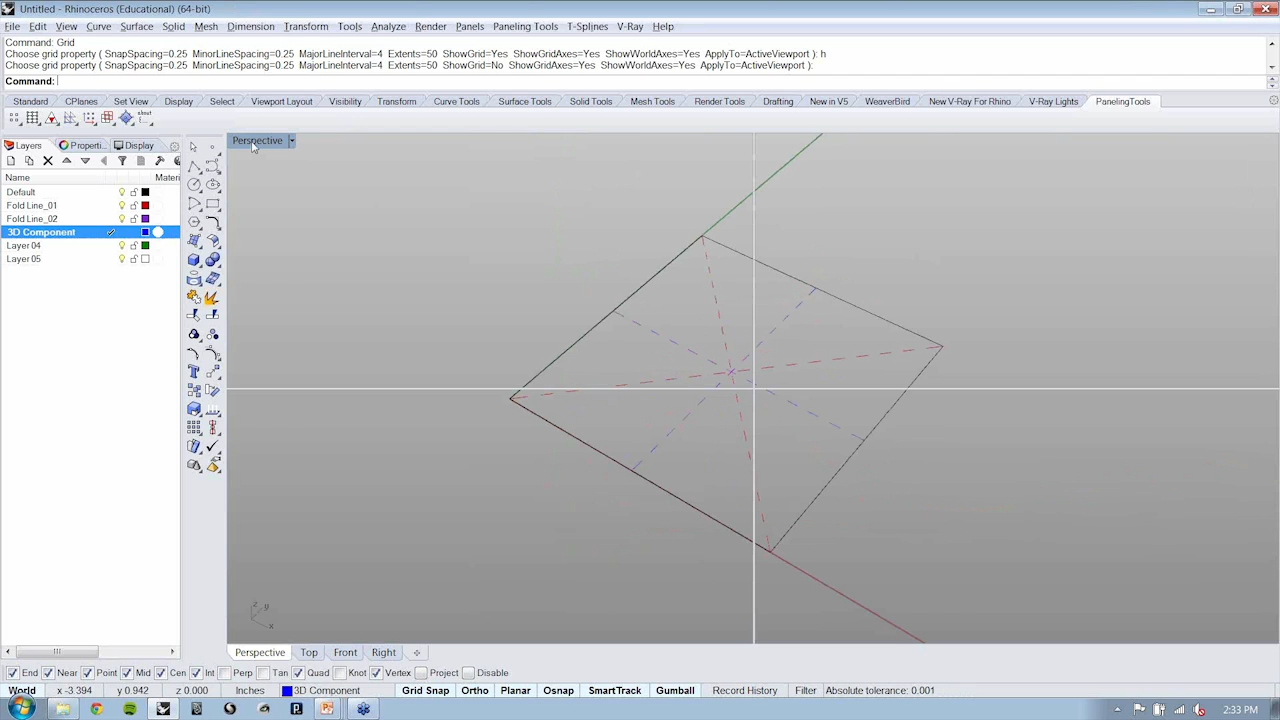 Untitled - Rhinoceros (Educational) (64-bit)
File Edit View Curve Surface Solid Mesh Dimension Transform Tools Analyze Render Panels Paneling Tools T-Splines V-Ray Help
Command: Grid
Choose grid property ( SnapSpacing=0.25 MinorLineSpacing=0.25 MajorLineInterval=4 Extents=50 ShowGrid=Yes ShowGridAxes=Yes ShowWorldAxes=Yes ApplyTo=ActiveViewport ): h
Choose grid property ( SnapSpacing=0.25 MinorLineSpacing=0.25 MajorLineInterval=4 Extents=50 ShowGrid=No ShowGridAxes=Yes ShowWorldAxes=Yes ApplyTo=ActiveViewport ):
Command:
Standard CPlanes Set View Display Select Viewport Layout Visibility Transform Curve Tools Surface Tools Solid Tools Mesh Tools Render Tools Drafting New in V5 WeaverBird New V-Ray For Rhino V-Ray Lights PanelingTools
about
Layers Properti... Display
Perspective
Name Materi
Default
Fold Line_01
Fold Line_02
3D Component
Layer 04
Layer 05
z y
x
Perspective Top Front Right
End Near Point Mid Cen Int Perp Tan Quad Knot Vertex Project Disable
World x -3.394 y 0.942 z 0.000 Inches 3D Component Grid Snap Ortho Planar Osnap SmartTrack Gumball Record History Filter Absolute tolerance: 0.001
2:33 PM